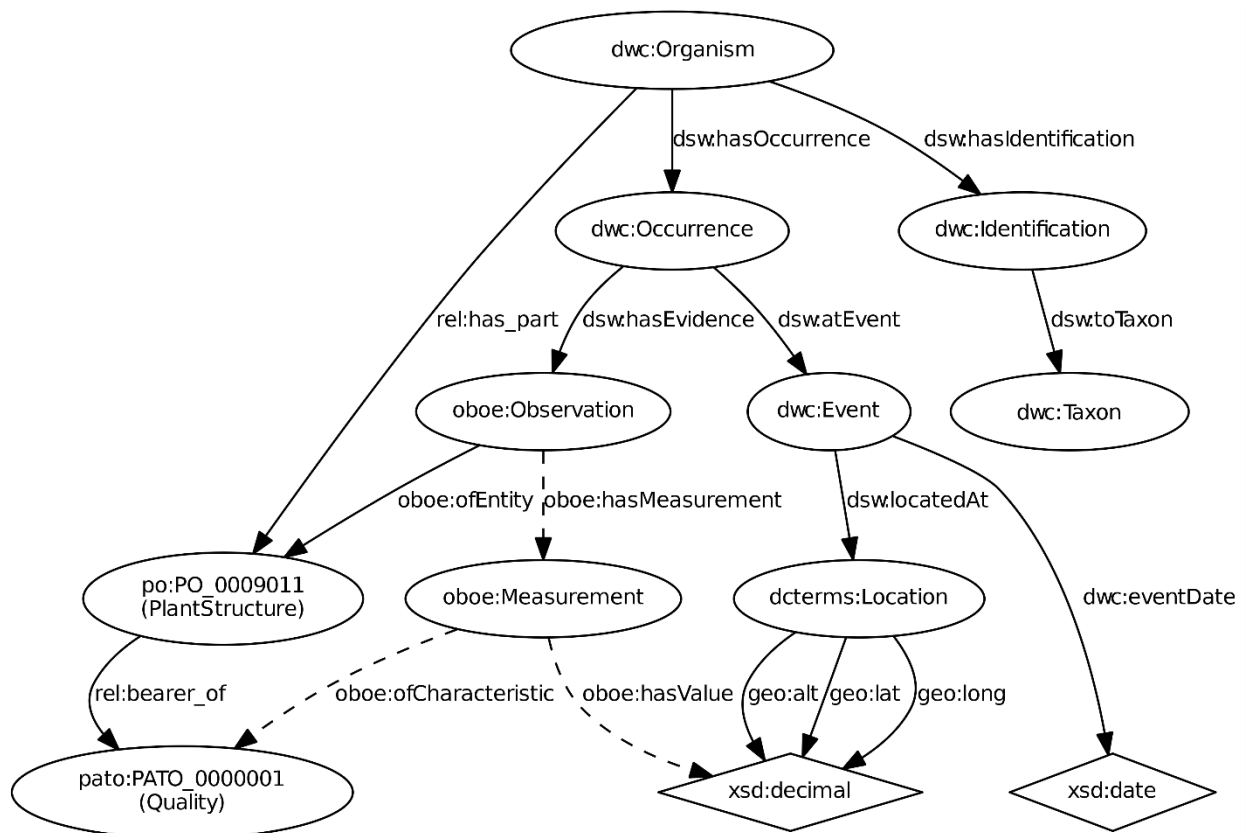 dwc:Organism
dsw:hasOccurrence
dsw:hasIdentification
dwc:Occurrence
dwc:Identification
rel:has_part
dsw:hasEvidence
dsw:atEvent
dsw:toTaxon
oboe:Observation
dwc:Event
dwc:Taxon
oboe:ofEntity
oboe:hasMeasurement
dsw:locatedAt
po:PO_0009011
(PlantStructure)
oboe:Measurement
dcterms:Location
dwc:eventDate
rel:bearer_of
oboe:ofCharacteristic
oboe:hasValue
geo:alt
geo:lat
geo:long
pato:PATO_0000001
(Quality)
xsd:decimal
xsd:date